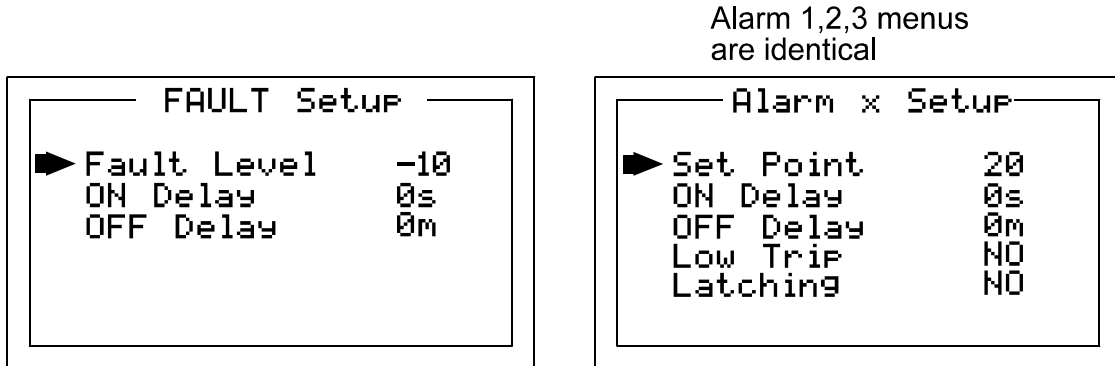 Alarm 1,2,3 menus
are identical
FAULT Setup
Fault Level -10
ON Delay 0s
OFF Delay 0m
Alarm x Setup
Set Point 20
ON Delay 0s
OFF Delay 0m
Low Trip NO
Latching NO